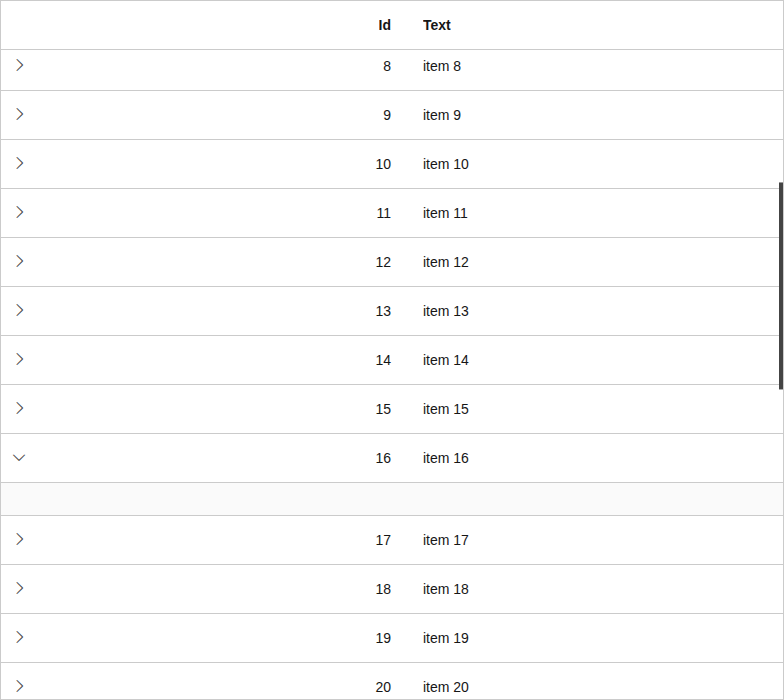 Id Text
8 item 8
9 item 9
10 item 10
11 item 11
12 item 12
13 item 13
14 item 14
15 item 15
16 item 16
17 item 17
18 item 18
19 item 19
20 item 20